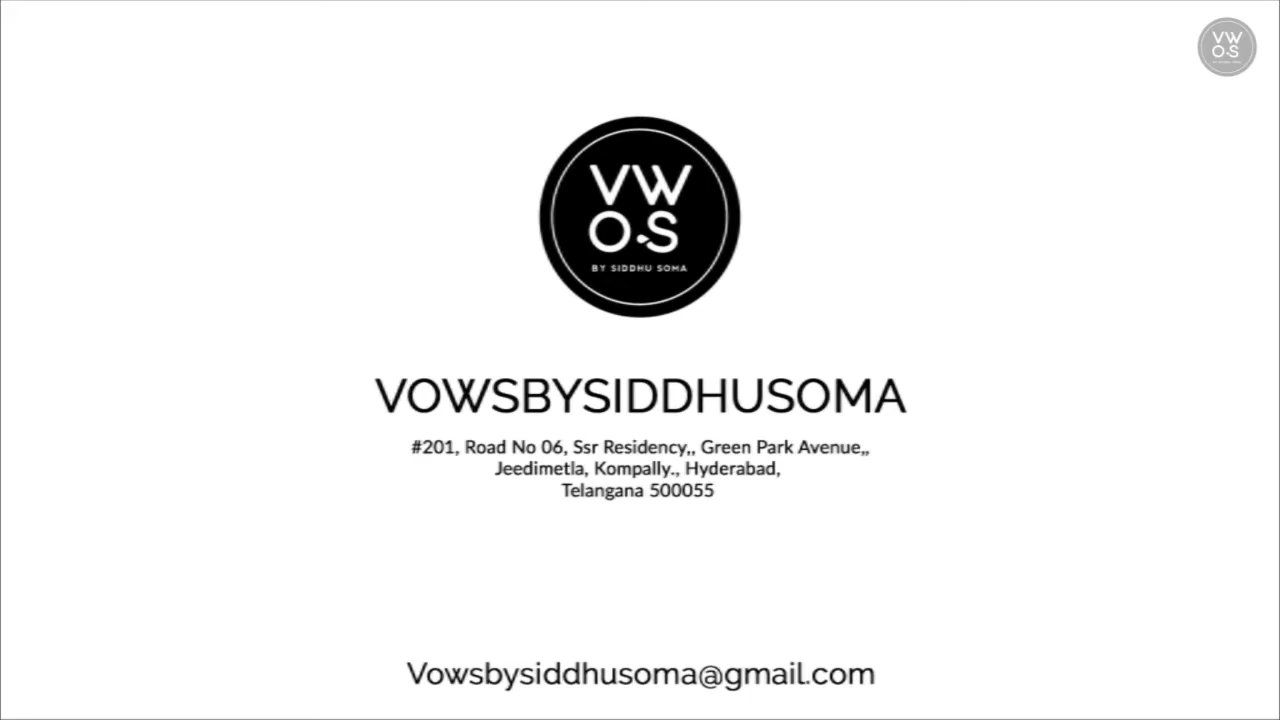 VW
O.S
VW
O.S
BY SIDDHU SOMA
VOWSBYSIDDHUSOMA
#201, Road No 06, Ssr Residency,, Green Park Avenue,,
Jeedimetla, Kompally., Hyderabad,
Telangana 500055
Vowsbysiddhusoma@gmail.com